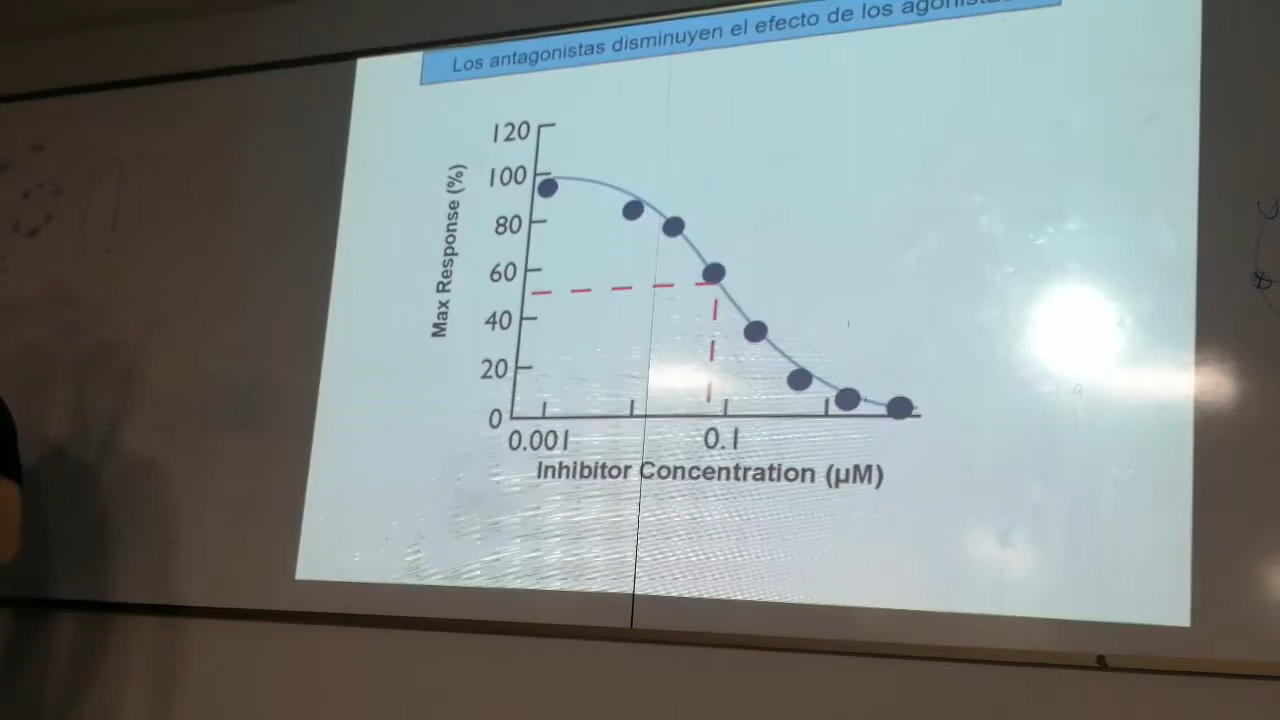 Los antagonistas disminuyen el efecto de los
120
100
80
60
40
20
0
Max Response (%)
0.001 0.1
Inhibitor Concentration (µM)